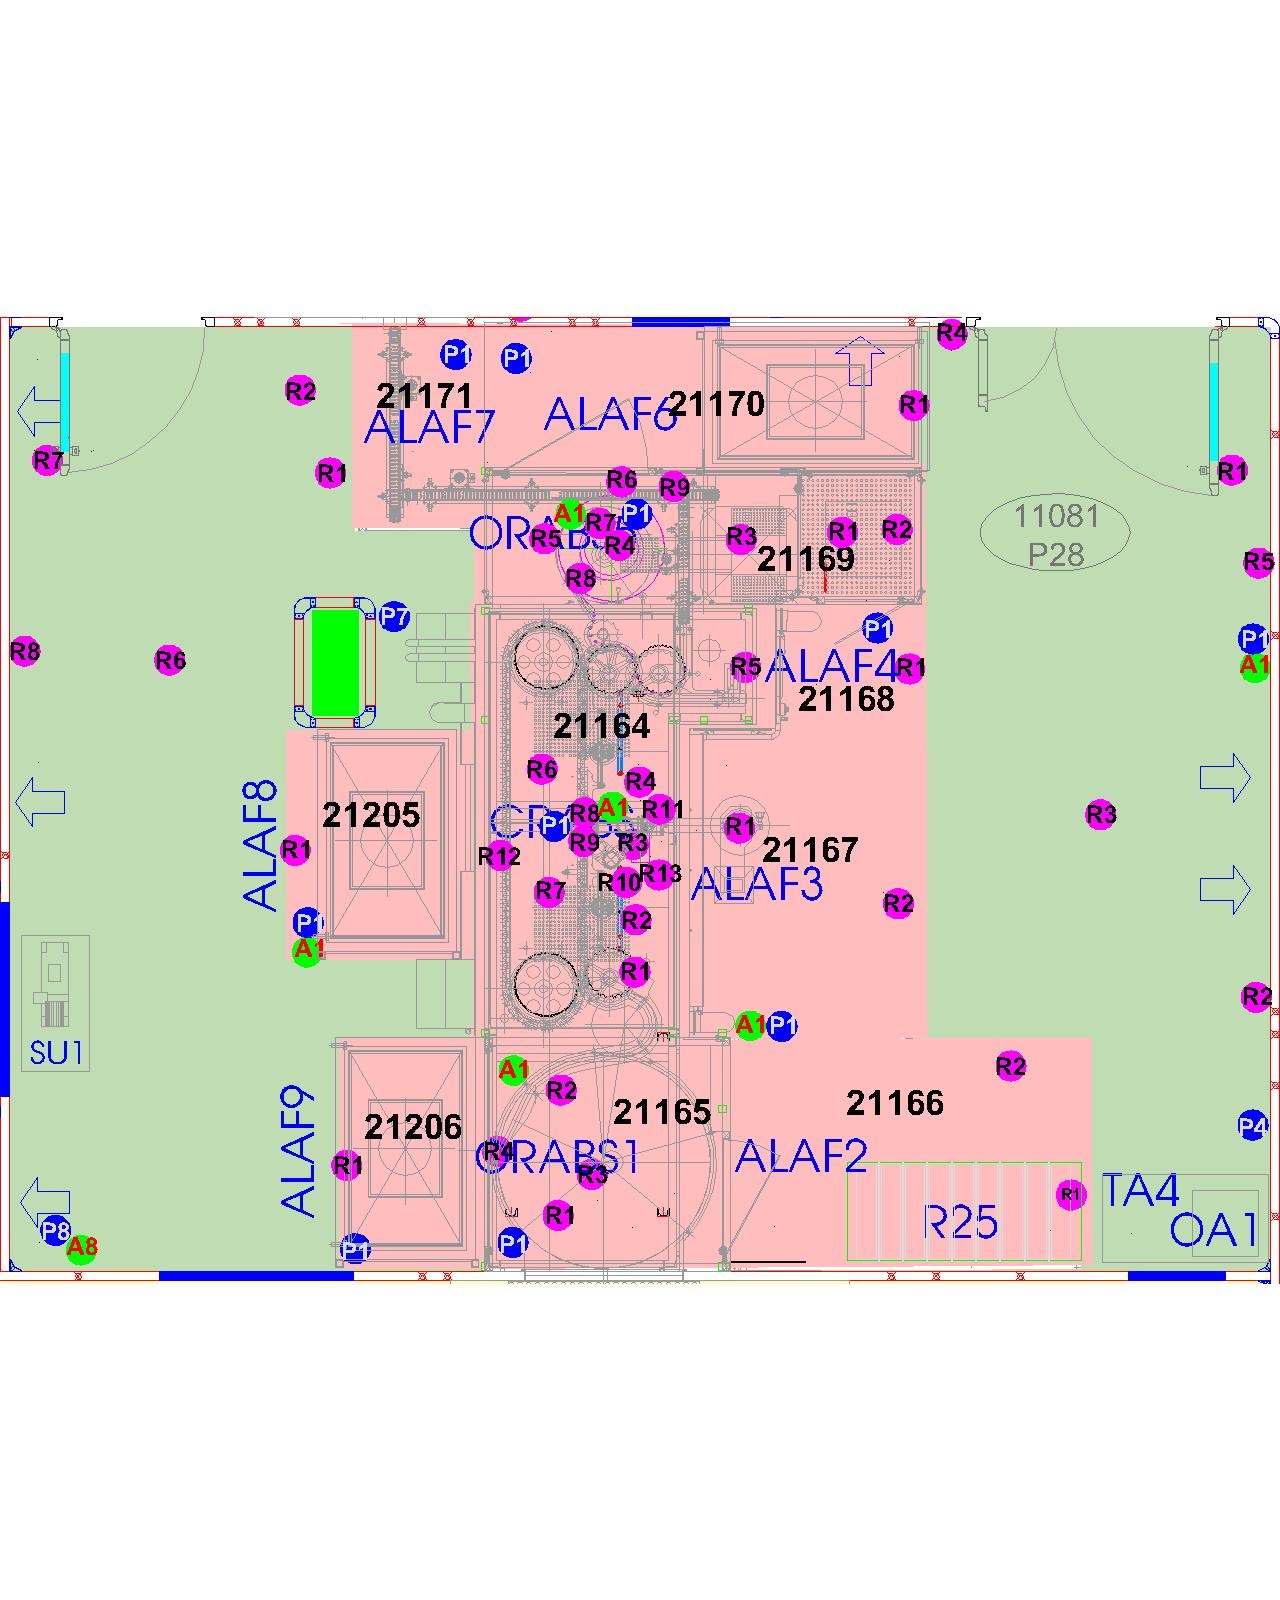 R4
P1
P1
R2
21171
21170
R1
ALAF7
ALAF6
R7
R1
R1
R6
R9
A1
P1
R7
11081
R5
R4
R3
R1
R2
P28
21169
R5
R8
P7
P1
P1
R8
R6
R5
ALAF4
R1
A1
21168
21164
R6
R4
ALAF8
21205
R8
A1
R11
R3
P1
R1
R9
R3
21167
R1
R12
R10
R13
ALAF3
R7
R2
R2
P1
A1
R1
R2
A1
P1
SU1
A1
R2
R2
21166
21165
21206
P4
ALAF9
R4
ORABS1
ALAF2
R1
R3
R1
TA4
R1
R25
OA1
P8
A8
P1
P1